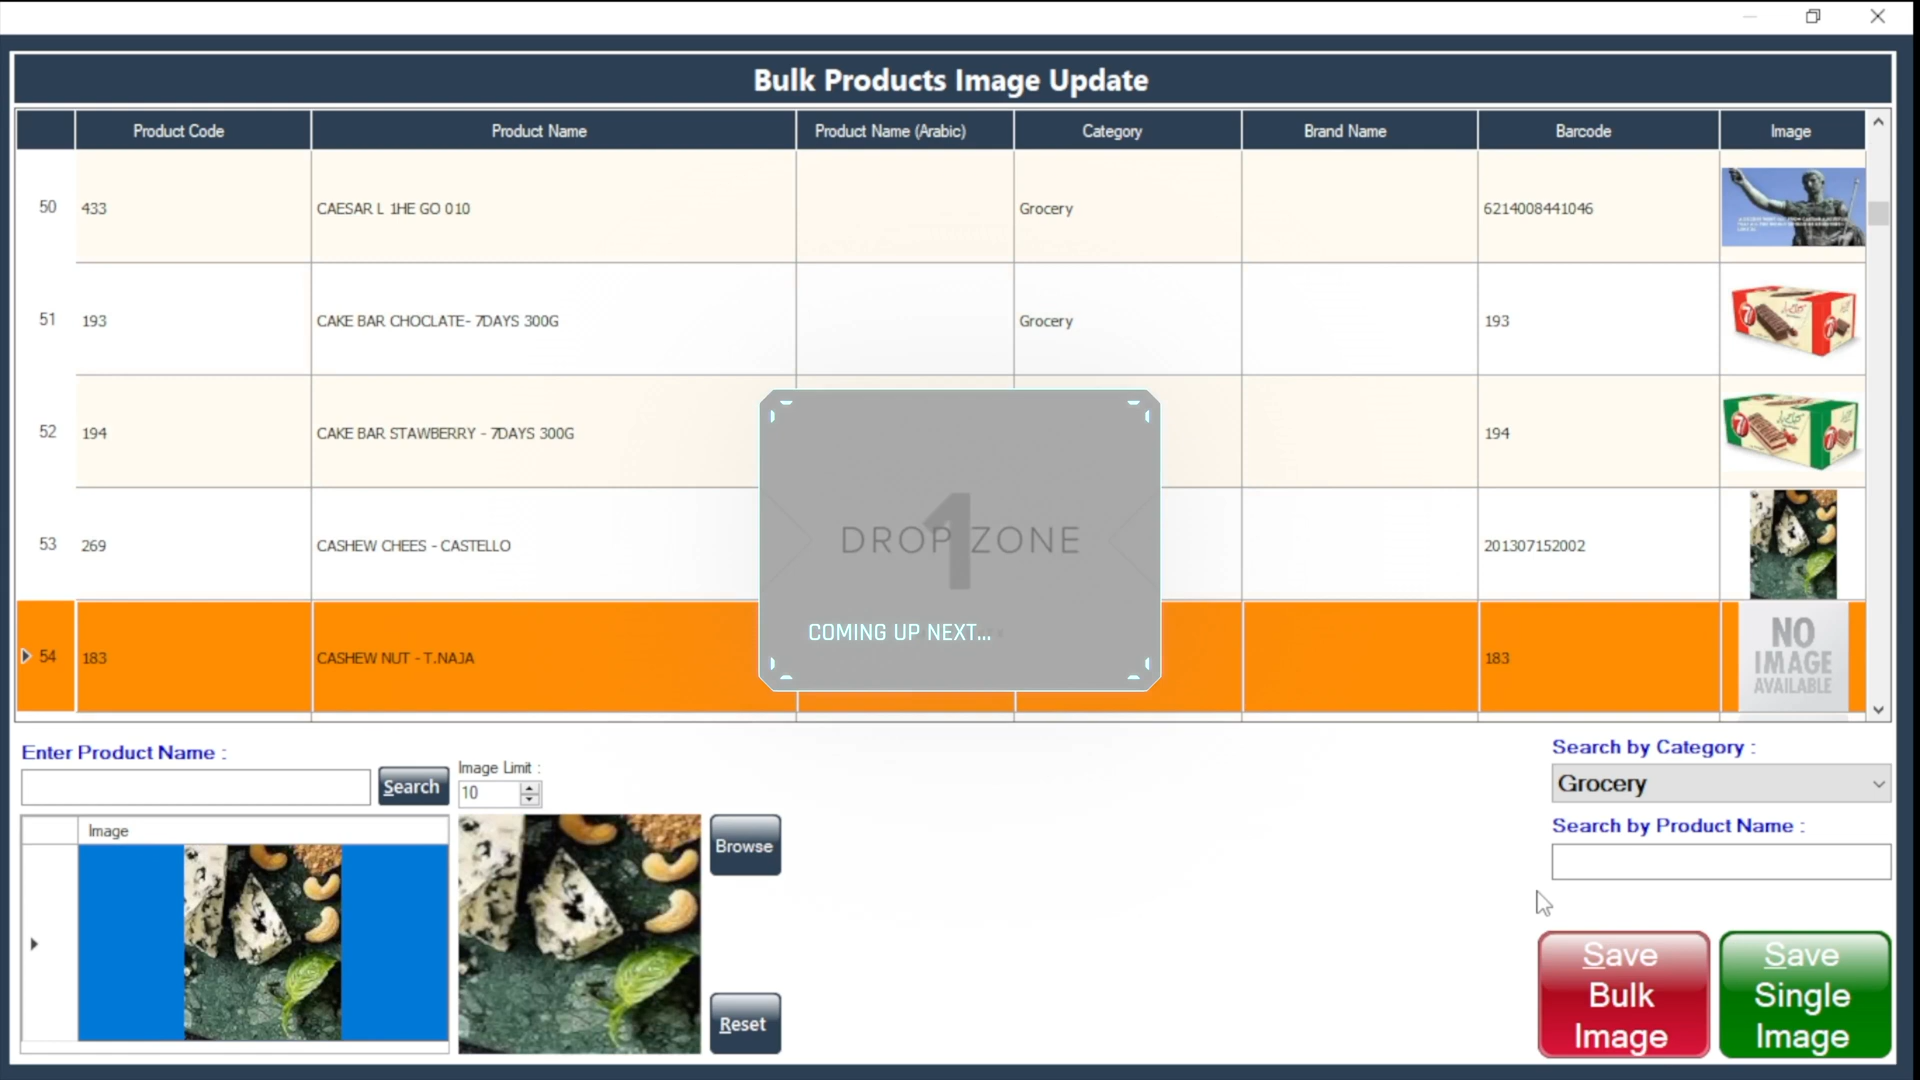 Bulk Products Image Update
Product Code Product Name Product Name (Arabic) Category Brand Name Barcode Image
50 433 CAESAR L 1HE GO 010 Grocery 6214008441046
51 193 CAKE BAR CHOCLATE- 7DAYS 300G Grocery 193
52 194 CAKE BAR STAWBERRY - 7DAYS 300G 194
53 269 CASHEW CHEES - CASTELLO 201307152002
54 183 CASHEW NUT - T.NAJA 183
NO
IMAGE
AVAILABLE
DROP ZONE
1
COMING UP NEXT...
Enter Product Name :
Search
Image Limit :
10
Image
Browse
Reset
Search by Category :
Grocery
Search by Product Name :
Save
Bulk
Image
Save
Single
Image